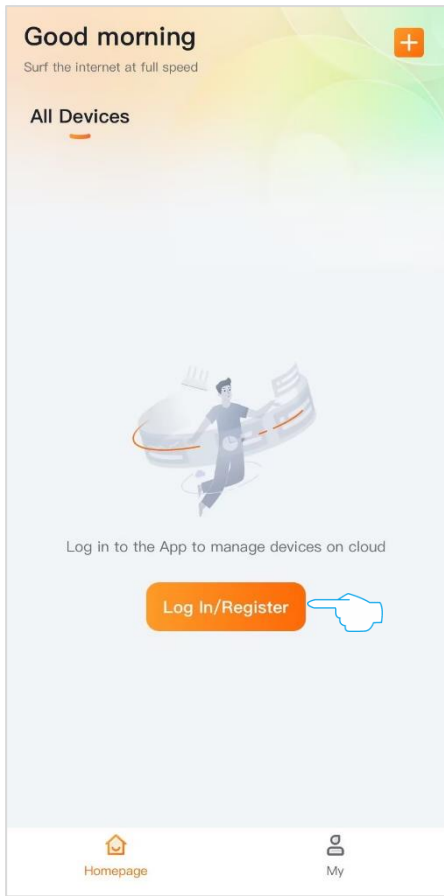 Good morning
Surf the internet at full speed
All Devices
Log in to the App to manage devices on cloud
Log In/Register
Homepage
My